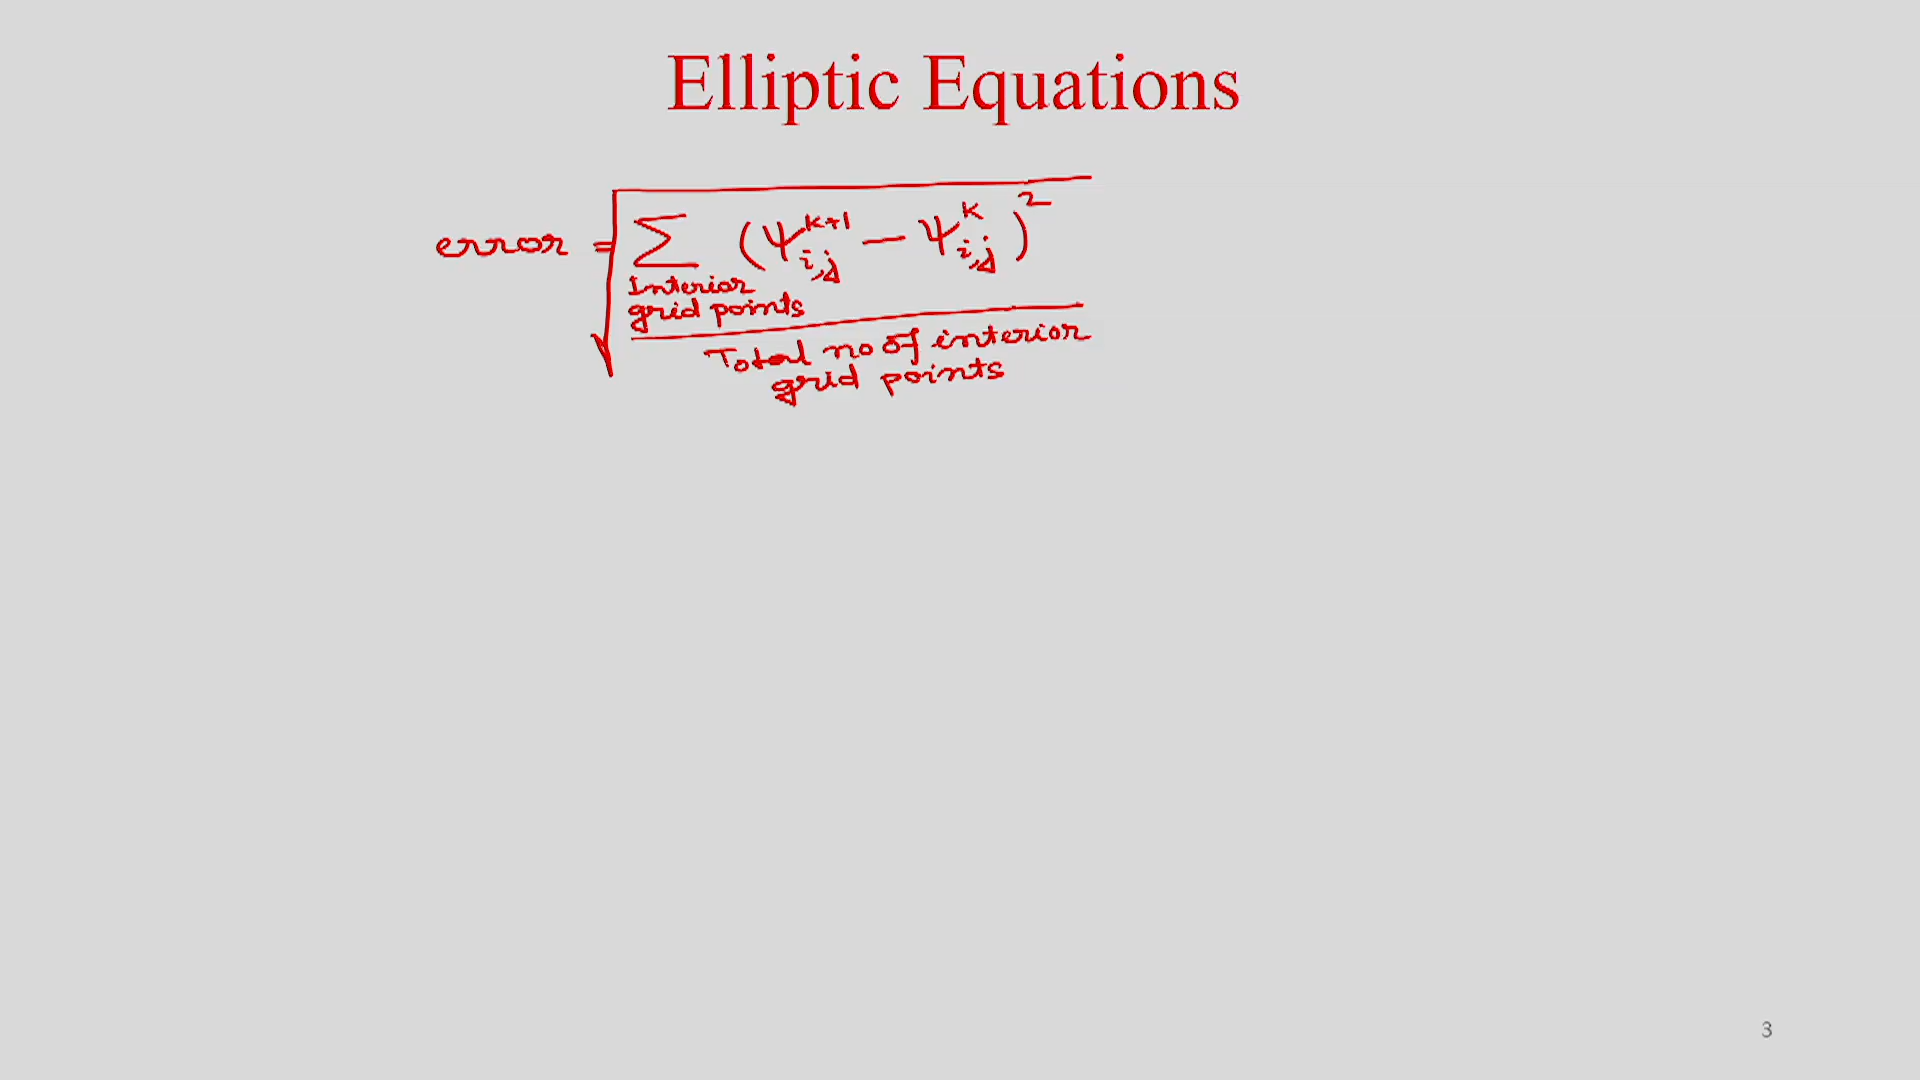 Elliptic Equations
error = √ Σ (ψ^{k+1}_{i,j} − ψ^{k}_{i,j})^2
Interior
grid points
Total no of interior
grid points
3